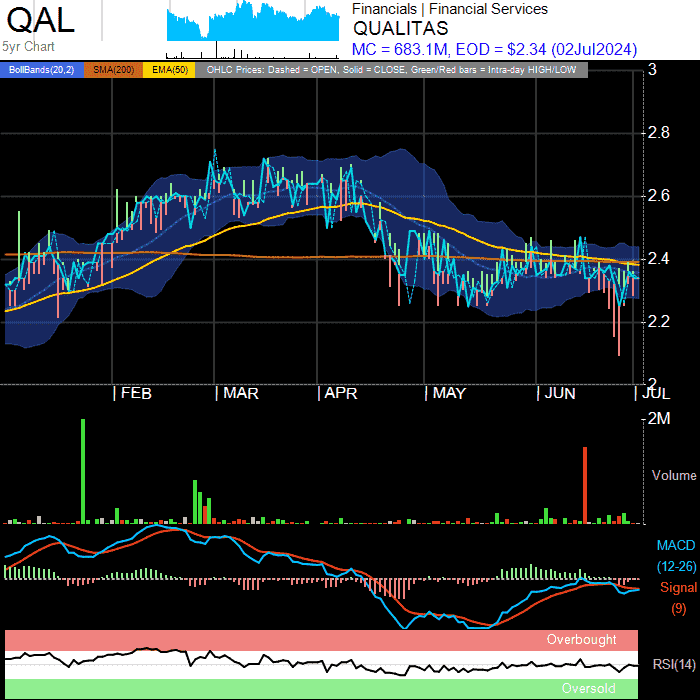 QAL
5yr Chart
Financials | Financial Services
QUALITAS
MC = 683.1M, EOD = $2.34 (02Jul2024)
BollBands(20,2) SMA(200) EMA(50) OHLC Prices: Dashed = OPEN, Solid = CLOSE, Green/Red bars = Intra-day HIGH/LOW
3
2.8
2.6
2.4
2.2
2
FEB MAR APR MAY JUN JUL
2M
Volume
MACD
(12-26)
Signal
(9)
Overbought
RSI(14)
Oversold